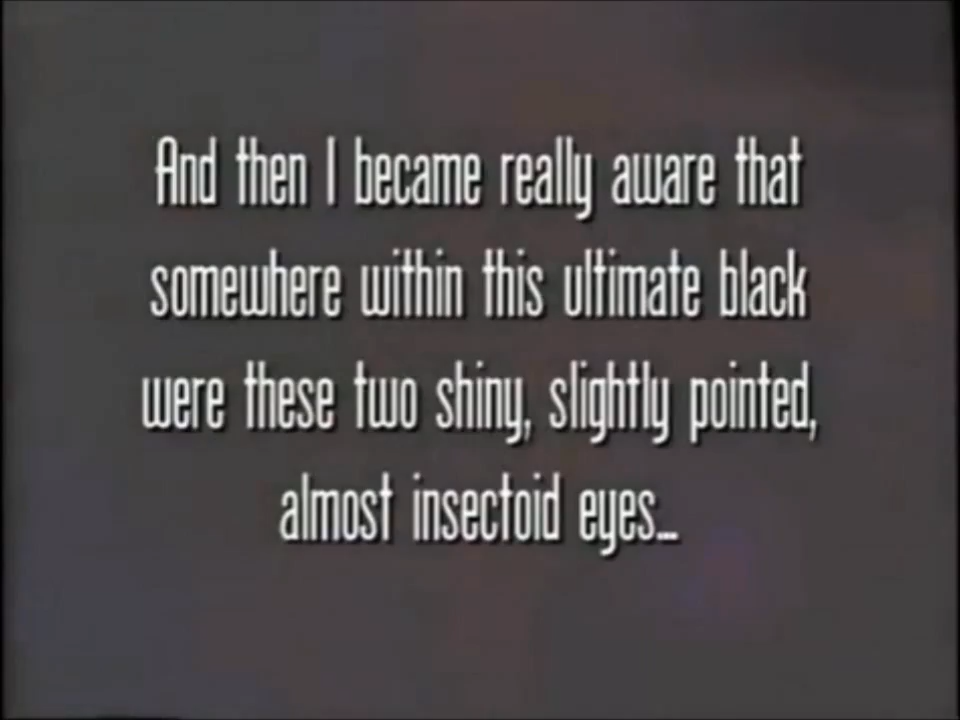 And then I became really aware that
somewhere within this ultimate black
were these two shiny, slightly pointed,
almost insectoid eyes...